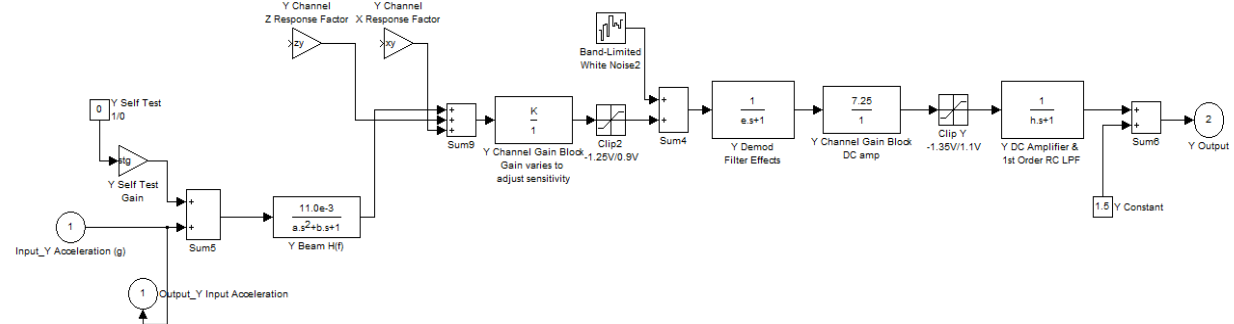 Y Channel
Z Response Factor
Y Channel
X Response Factor
zy
xy
Band-Limited
White Noise2
0
Y Self Test
1/0
stg
Y Self Test
Gain
1
Input_Y Acceleration (g)
+
+
Sum5
11.0e-3
a.s²+b.s+1
Y Beam H(f)
1
Output_Y Input Acceleration
+
+
+
Sum9
K
1
Y Channel Gain Block
Gain varies to
adjust sensitivity
Clip2
-1.25V/0.9V
+
+
Sum4
1
e.s+1
Y Demod
Filter Effects
7.25
1
Y Channel Gain Block
DC amp
Clip Y
-1.35V/1.1V
1
h.s+1
Y DC Amplifier &
1st Order RC LPF
+
+
Sum6
2
Y Output
1.5
Y Constant